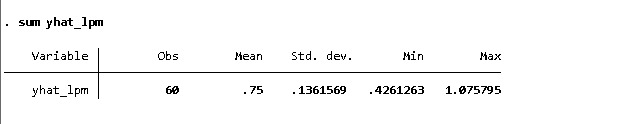 . sum yhat_lpm
Variable Obs Mean Std. dev. Min Max
yhat_lpm 60 .75 .1361569 .4261263 1.075795